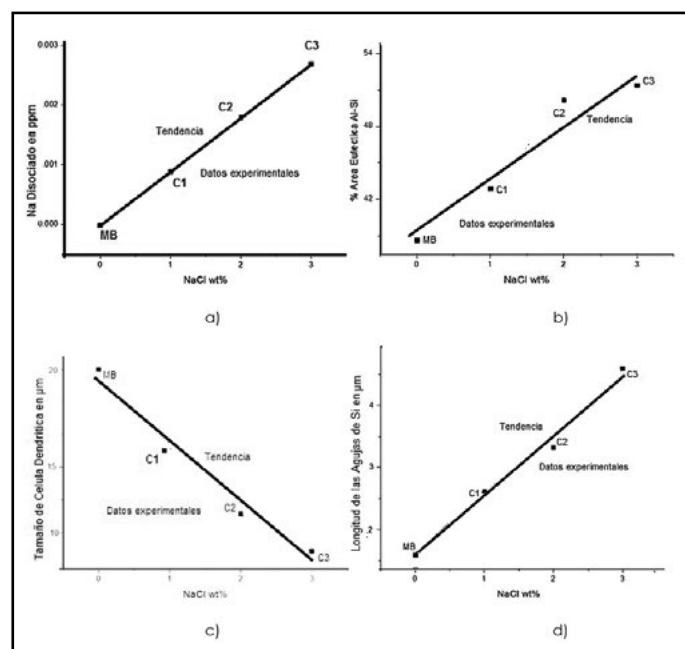 0.003
C3
0.002
C2
Tendencia
0.001
Datos experimentales
C1
0.000
MB
0 1 2 3
NaCl wt%
Na Disociado en ppm
a)
54
C3
C2
Tendencia
48
42
C1
Datos experimentales
MB
0 1 2 3
NaCl wt%
% Area Eutectica Al-Si
b)
20
MB
C1
Tendencia
15
Datos experimentales
C2
10
C3
0 1 2 3
NaCl wt%
Tamaño de Celula Dendritica en µm
c)
C3
4
Tendencia
C2
3
Datos experimentales
C1
2
MB
0 1 2 3
NaCl wt%
Longitud de las Agujas de Si en µm
d)